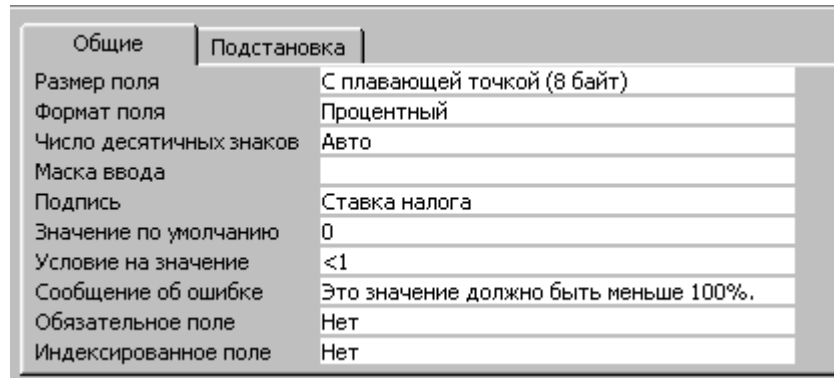 Общие Подстановка
Размер поля С плавающей точкой (8 байт)
Формат поля Процентный
Число десятичных знаков Авто
Маска ввода
Подпись Ставка налога
Значение по умолчанию 0
Условие на значение <1
Сообщение об ошибке Это значение должно быть меньше 100%.
Обязательное поле Нет
Индексированное поле Нет